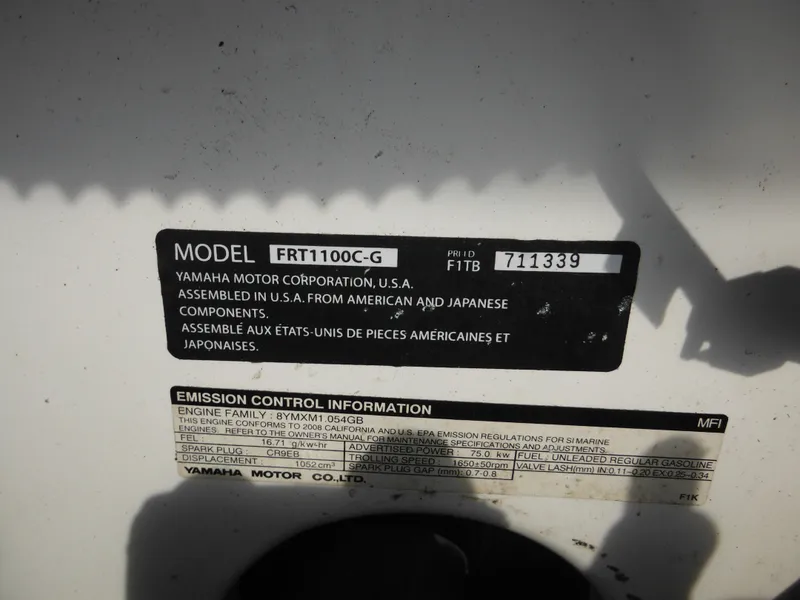 MODEL FRT1100C-G PRI I.D F1TB 711339
YAMAHA MOTOR CORPORATION, U.S.A.
ASSEMBLED IN U.S.A. FROM AMERICAN AND JAPANESE
COMPONENTS.
ASSEMBLÉ AUX ÉTATS-UNIS DE PIECES AMÉRICAINES ET
JAPONAISES.
EMISSION CONTROL INFORMATION MFI
ENGINE FAMILY : 8YMXM1.054GB
THIS ENGINE CONFORMS TO 2008 CALIFORNIA AND U.S. EPA EMISSION REGULATIONS FOR SI MARINE
ENGINES. REFER TO THE OWNER'S MANUAL FOR MAINTENANCE SPECIFICATIONS AND ADJUSTMENTS.
FEL : 16.71 g/kw-hr ADVERTISED POWER : 75.0 kw FUEL : UNLEADED REGULAR GASOLINE
SPARK PLUG : CR9EB TROLLING SPEED : 1650±50rpm VALVE LASH(mm) IN:0.11-0.20 EX:0.25-0.34
DISPLACEMENT 1052cm³ SPARK PLUG GAP (mm): 0.7-0.8
YAMAHA MOTOR CO.,LTD. F1K